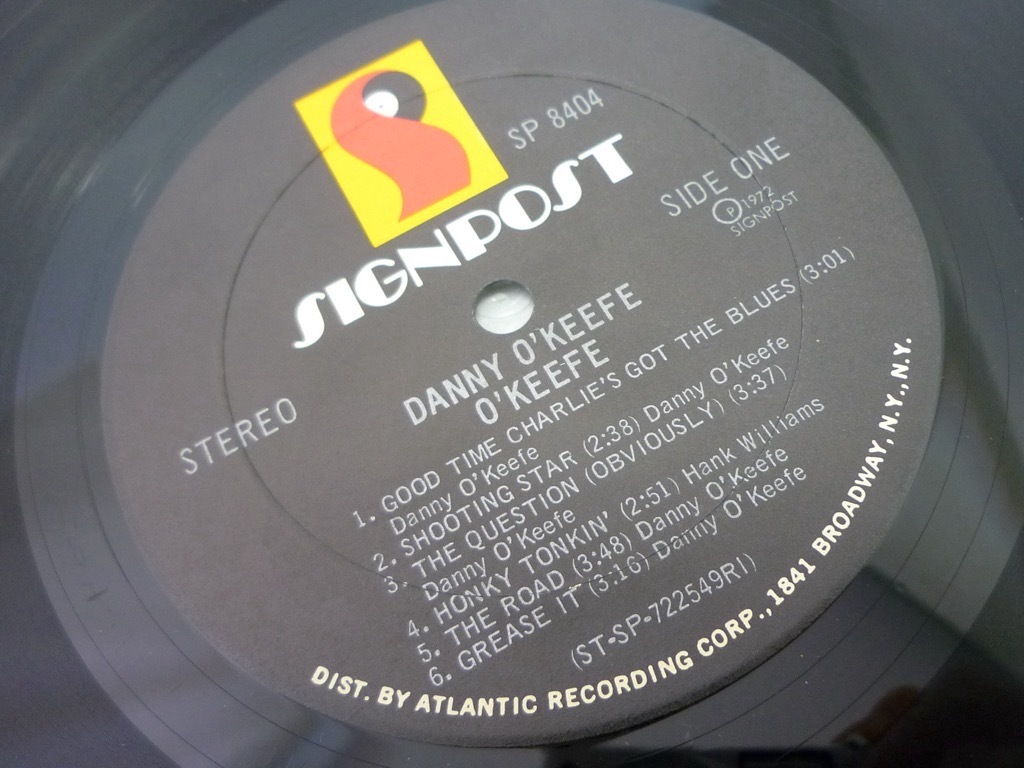 SP 8404
SIGNPOST
SIDE ONE
℗ 1972
SIGNPOST
STEREO
DANNY O'KEEFE
O'KEEFE
1. GOOD TIME CHARLIE'S GOT THE BLUES (3:01)
Danny O'Keefe
2. SHOOTING STAR (2:38) Danny O'Keefe
3. THE QUESTION (OBVIOUSLY) (3:37)
Danny O'Keefe
4. HONKY TONKIN' (2:51) Hank Williams
5. THE ROAD (3:48) Danny O'Keefe
6. GREASE IT (3:16) Danny O'Keefe
(ST-SP-722549RI)
DIST. BY ATLANTIC RECORDING CORP., 1841 BROADWAY, N.Y., N.Y.